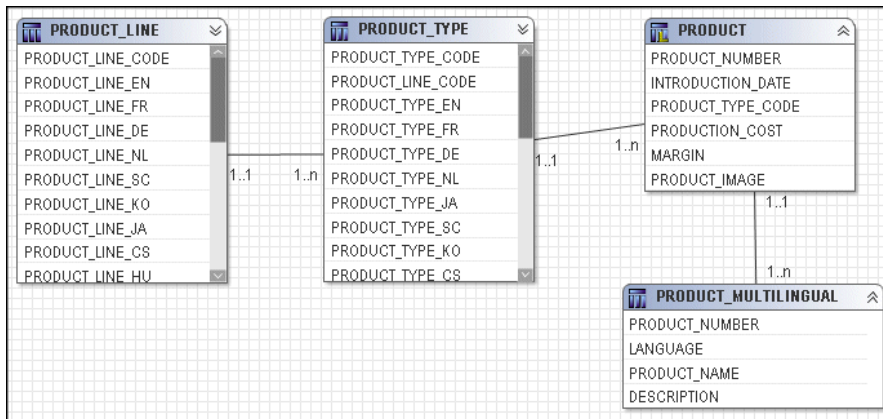 PRODUCT_LINE
PRODUCT_LINE_CODE
PRODUCT_LINE_EN
PRODUCT_LINE_FR
PRODUCT_LINE_DE
PRODUCT_LINE_NL
PRODUCT_LINE_SC
PRODUCT_LINE_KO
PRODUCT_LINE_JA
PRODUCT_LINE_CS
PRODUCT_LINE_HU
1..1
1..n
PRODUCT_TYPE
PRODUCT_TYPE_CODE
PRODUCT_LINE_CODE
PRODUCT_TYPE_EN
PRODUCT_TYPE_FR
PRODUCT_TYPE_DE
PRODUCT_TYPE_NL
PRODUCT_TYPE_JA
PRODUCT_TYPE_SC
PRODUCT_TYPE_KO
PRODUCT_TYPE_CS
1..1
1..n
PRODUCT
PRODUCT_NUMBER
INTRODUCTION_DATE
PRODUCT_TYPE_CODE
PRODUCTION_COST
MARGIN
PRODUCT_IMAGE
1..1
1..n
PRODUCT_MULTILINGUAL
PRODUCT_NUMBER
LANGUAGE
PRODUCT_NAME
DESCRIPTION